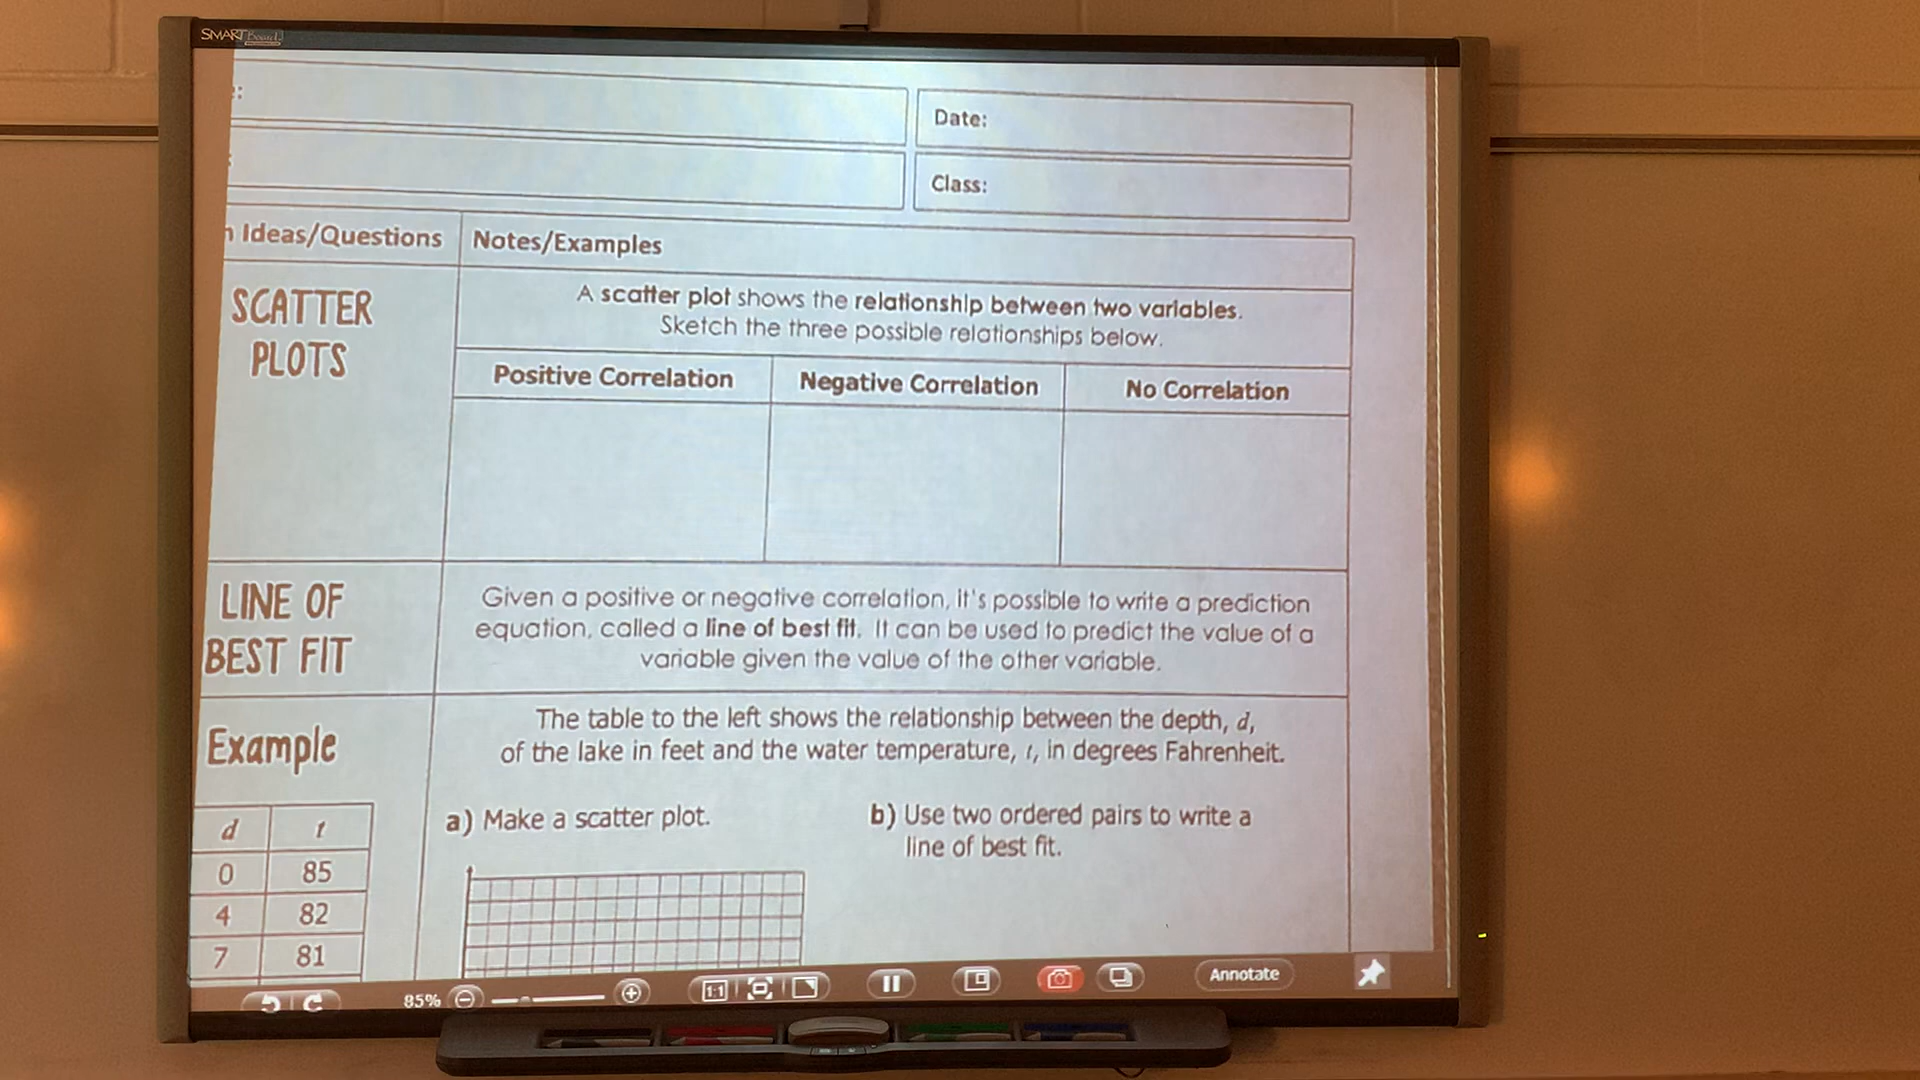 SMART Board
:
Date:
Class:
Ideas/Questions
Notes/Examples
SCATTER
PLOTS
A scatter plot shows the relationship between two variables.
Sketch the three possible relationships below.
Positive Correlation
Negative Correlation
No Correlation
LINE OF
BEST FIT
Given a positive or negative correlation, it's possible to write a prediction
equation, called a line of best fit. It can be used to predict the value of a
variable given the value of the other variable.
Example
The table to the left shows the relationship between the depth, d,
of the lake in feet and the water temperature, t, in degrees Fahrenheit.
d t
0 85
4 82
7 81
a) Make a scatter plot.
b) Use two ordered pairs to write a
line of best fit.
85%
1:1
Annotate